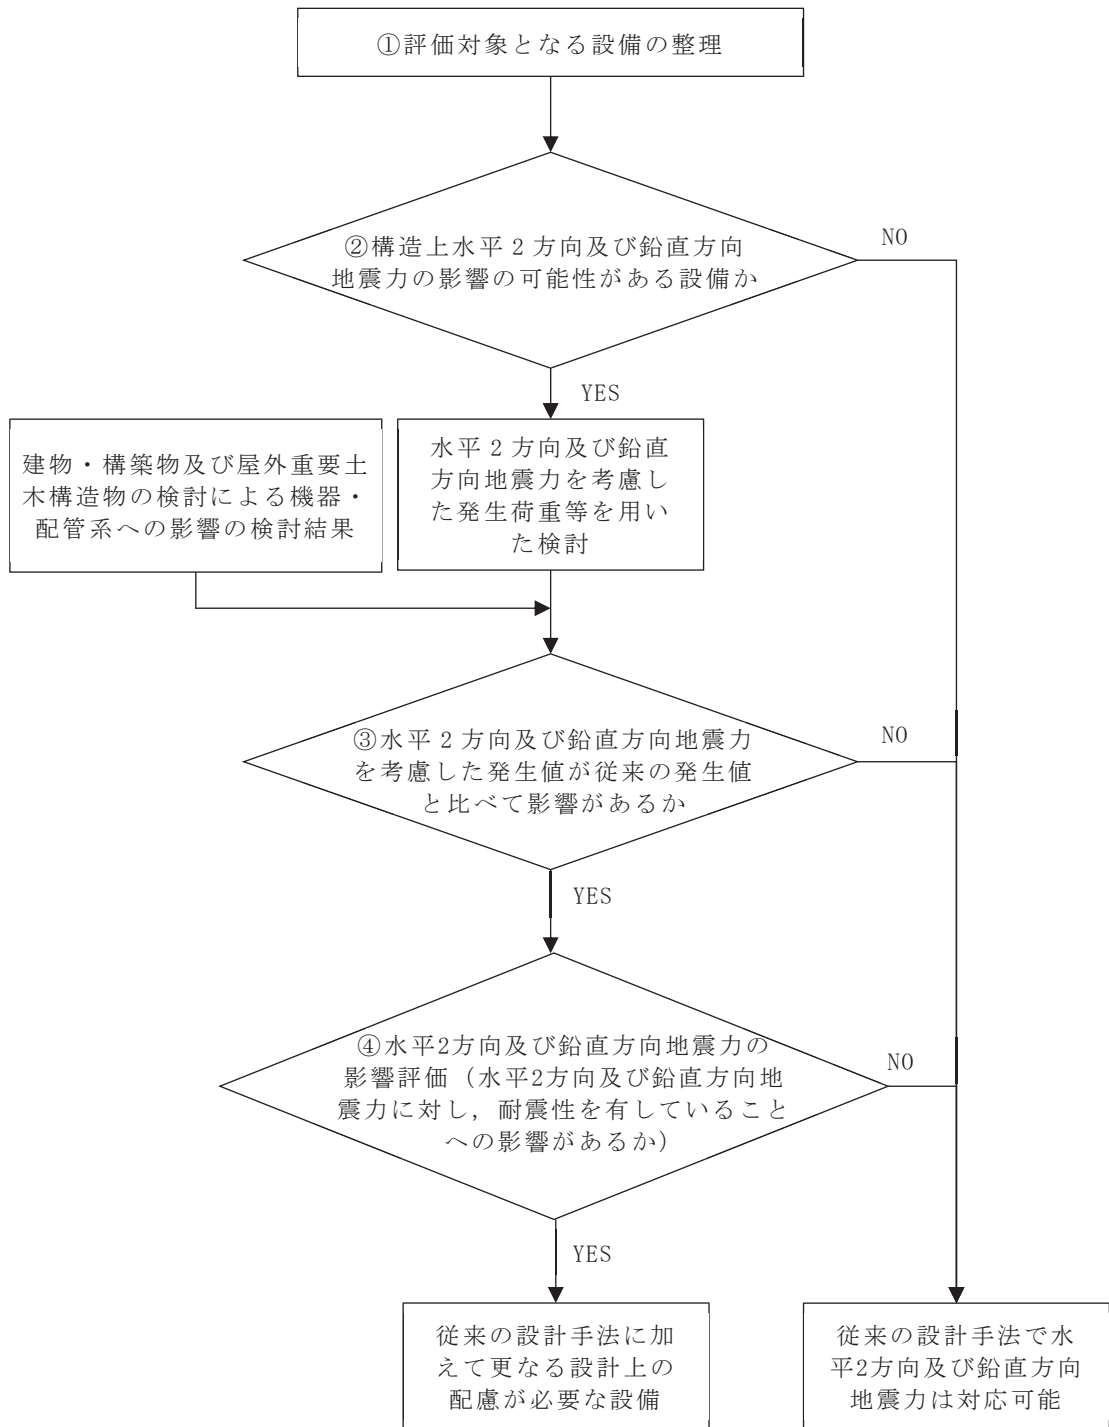 ①評価対象となる設備の整理
②構造上水平２方向及び鉛直方向
地震力の影響の可能性がある設備か
NO
YES
建物・構築物及び屋外重要土
木構造物の検討による機器・
配管系への影響の検討結果
水平２方向及び鉛直
方向地震力を考慮し
た発生荷重等を用い
た検討
③水平２方向及び鉛直方向地震力
を考慮した発生値が従来の発生値
と比べて影響があるか
NO
YES
④水平2方向及び鉛直方向地震力の
影響評価（水平2方向及び鉛直方向地
震力に対し，耐震性を有していること
への影響があるか）
NO
YES
従来の設計手法に加
えて更なる設計上の
配慮が必要な設備
従来の設計手法で水
平2方向及び鉛直方向
地震力は対応可能